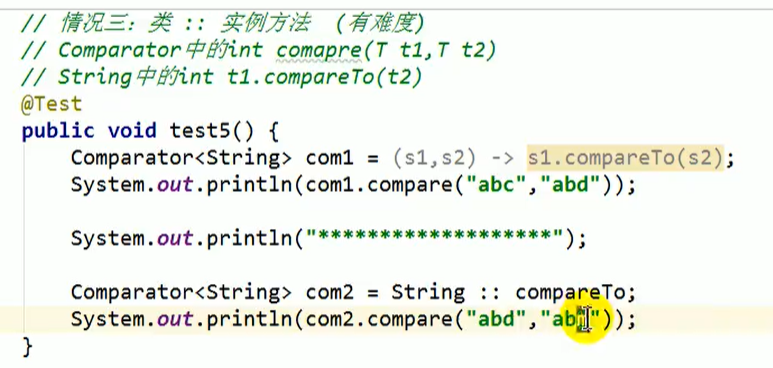 // 情况三：类 :: 实例方法 (有难度)
// Comparator中的int comapre(T t1,T t2)
// String中的int t1.compareTo(t2)
@Test
public void test5() {
Comparator<String> com1 = (s1,s2) -> s1.compareTo(s2);
System.out.println(com1.compare("abc","abd"));
System.out.println("*******************");
Comparator<String> com2 = String :: compareTo;
System.out.println(com2.compare("abd",
}